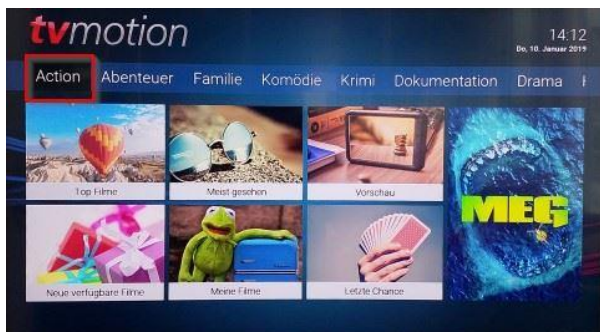 tvmotion
14:12
Do, 10. Januar 2019
Action Abenteuer Familie Komödie Krimi Dokumentation Drama
Top Filme
Meist gesehen
Vorschau
MEG
Neue verfügbare Filme
Meine Filme
Letzte Chance